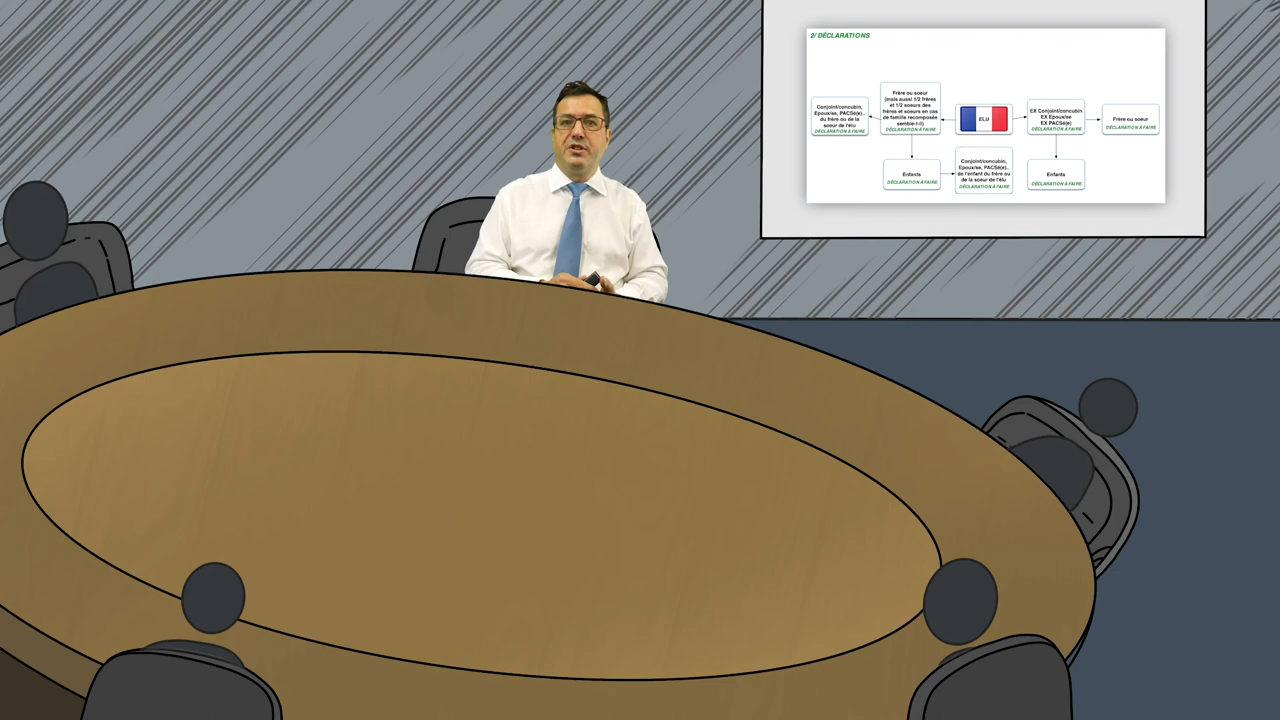 2/ DÉCLARATIONS
Conjoint/concubin,
Epoux/se, PACSé(e)..
du frère ou de la
soeur de l'élu
DÉCLARATION À FAIRE
Frère ou soeur
(mais aussi 1/2 frères
et 1/2 soeurs des
frères et soeurs en cas
de famille recomposée
semble-t-il)
DÉCLARATION À FAIRE
ELU
EX Conjoint/concubin
EX Epoux/se
EX PACSé(e)
DÉCLARATION À FAIRE
Frère ou soeur
DÉCLARATION À FAIRE
Enfants
DÉCLARATION À FAIRE
Conjoint/concubin,
Epoux/se, PACSé(e)..
de l'enfant du frère ou
de la soeur de l'élu
DÉCLARATION À FAIRE
Enfants
DÉCLARATION À FAIRE